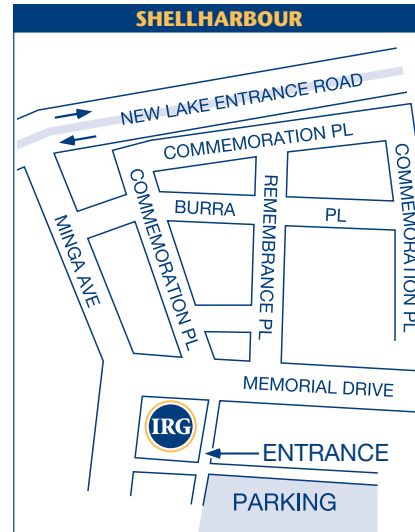 SHELLHARBOUR
NEW LAKE ENTRANCE ROAD
COMMEMORATION PL
COMMEMORATION PL
COMMEMORATION PL
REMEMBRANCE PL
BURRA PL
MINGA AVE
MEMORIAL DRIVE
IRG
ENTRANCE
PARKING